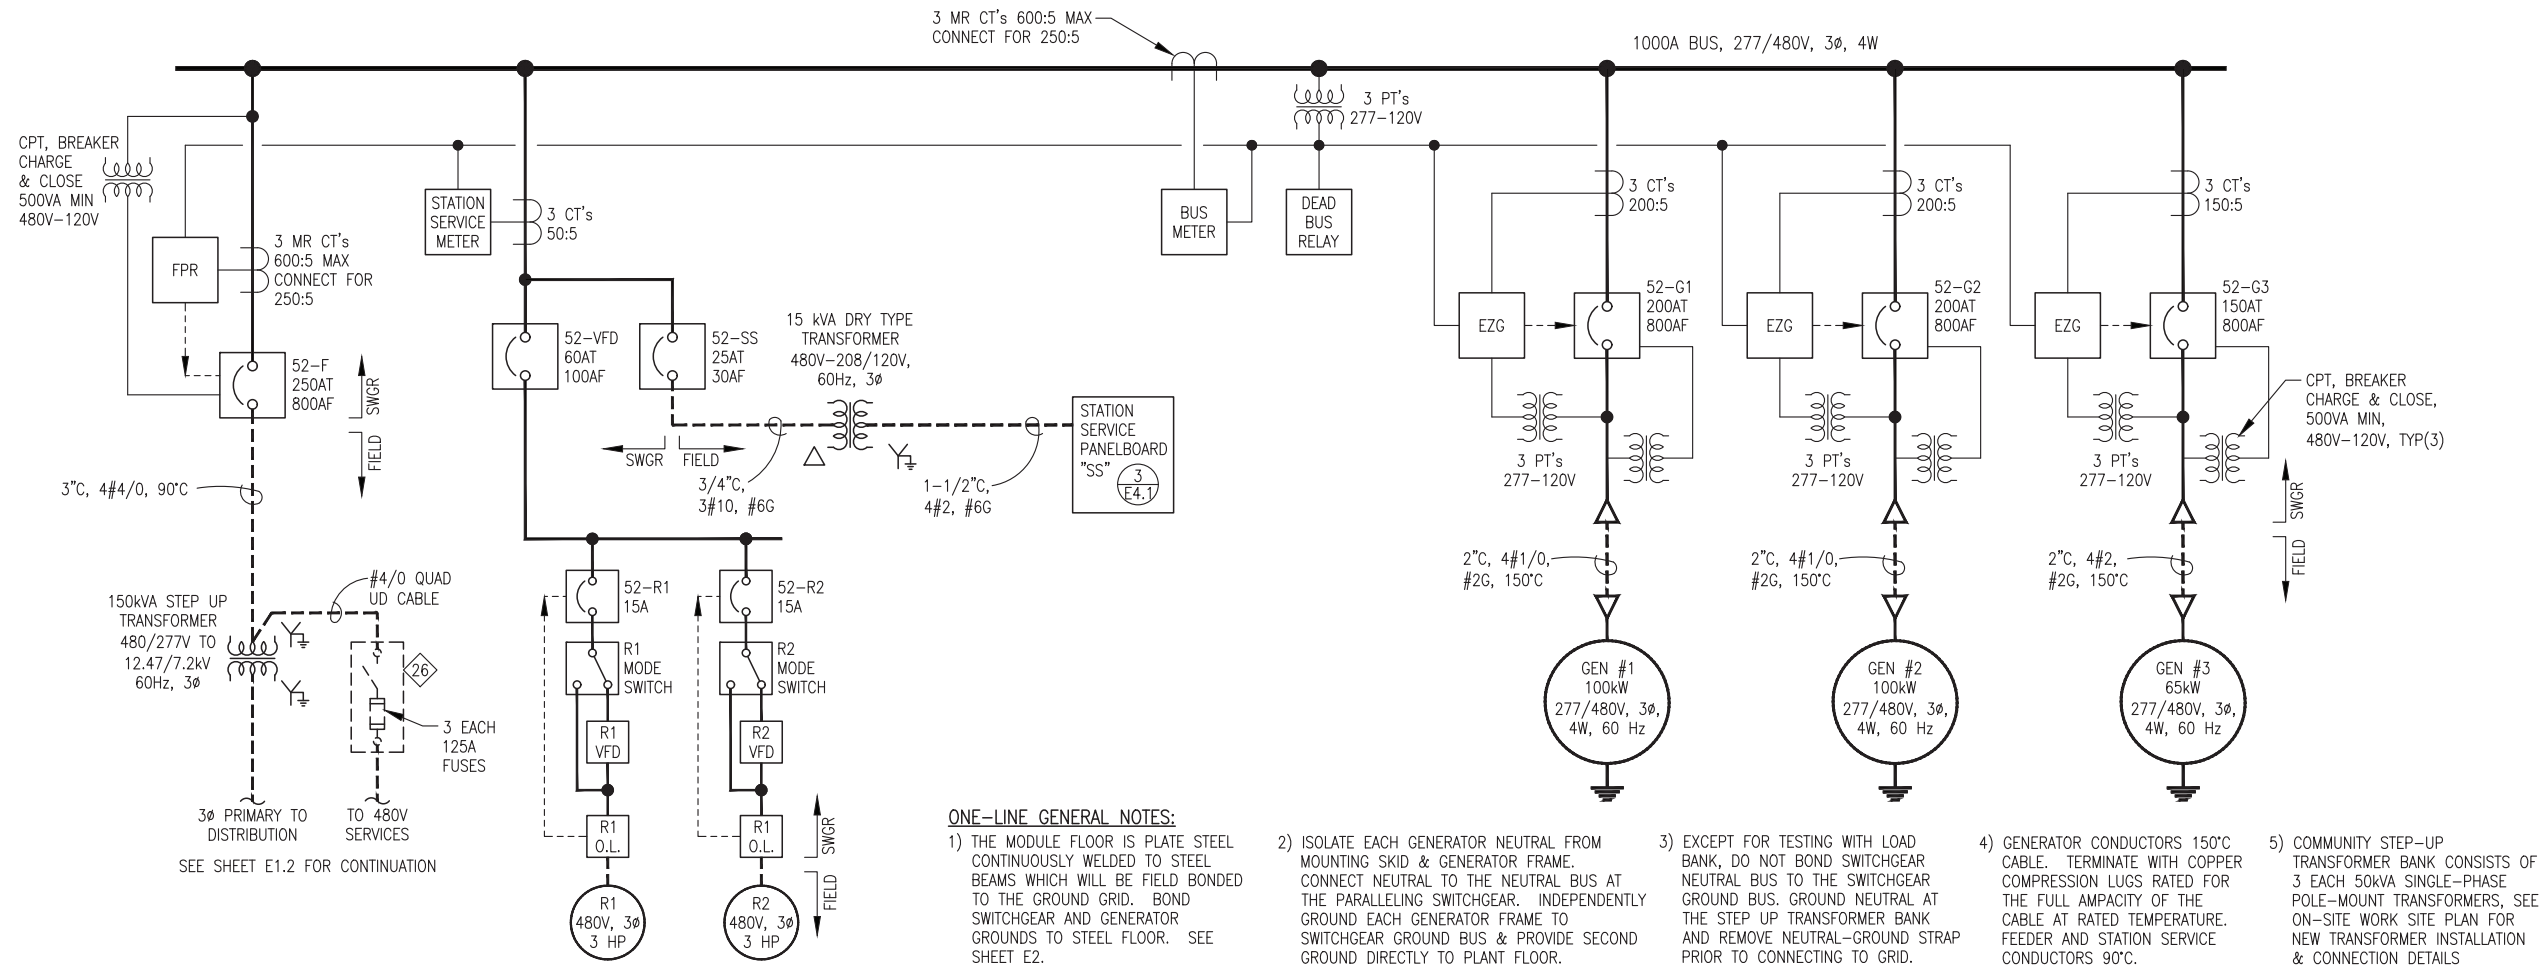 3 MR CT's 600:5 MAX
CONNECT FOR 250:5
1000A BUS, 277/480V, 3ø, 4W
3 PT's
277-120V
CPT, BREAKER
CHARGE
& CLOSE
500VA MIN
480V-120V
FPR
3 MR CT's
600:5 MAX
CONNECT FOR
250:5
52-F
250AT
800AF
SWGR
FIELD
3"C, 4#4/0, 90°C
150kVA STEP UP
TRANSFORMER
480/277V TO
12.47/7.2kV
60Hz, 3ø
#4/0 QUAD
UD CABLE
26
3 EACH
125A
FUSES
3ø PRIMARY TO
DISTRIBUTION
TO 480V
SERVICES
SEE SHEET E1.2 FOR CONTINUATION
STATION
SERVICE
METER
3 CT's
50:5
52-VFD
60AT
100AF
52-SS
25AT
30AF
15 kVA DRY TYPE
TRANSFORMER
480V-208/120V,
60Hz, 3ø
SWGR
FIELD
3/4"C,
3#10, #6G
1-1/2"C,
4#2, #6G
STATION
SERVICE
PANELBOARD
"SS"
3
E4.1
52-R1
15A
R1
MODE
SWITCH
R1
VFD
R1
O.L.
R1
480V, 3ø
3 HP
52-R2
15A
R2
MODE
SWITCH
R2
VFD
R1
O.L.
R2
480V, 3ø
3 HP
SWGR
FIELD
BUS
METER
DEAD
BUS
RELAY
3 CT's
200:5
EZG
52-G1
200AT
800AF
3 PT's
277-120V
2"C, 4#1/0,
#2G, 150°C
GEN #1
100kW
277/480V, 3ø,
4W, 60 Hz
3 CT's
200:5
EZG
52-G2
200AT
800AF
3 PT's
277-120V
2"C, 4#1/0,
#2G, 150°C
GEN #2
100kW
277/480V, 3ø,
4W, 60 Hz
3 CT's
150:5
EZG
52-G3
150AT
800AF
3 PT's
277-120V
CPT, BREAKER
CHARGE & CLOSE,
500VA MIN,
480V-120V, TYP(3)
SWGR
FIELD
2"C, 4#2,
#2G, 150°C
GEN #3
65kW
277/480V, 3ø,
4W, 60 Hz
ONE-LINE GENERAL NOTES:
1) THE MODULE FLOOR IS PLATE STEEL
CONTINUOUSLY WELDED TO STEEL
BEAMS WHICH WILL BE FIELD BONDED
TO THE GROUND GRID. BOND
SWITCHGEAR AND GENERATOR
GROUNDS TO STEEL FLOOR. SEE
SHEET E2.
2) ISOLATE EACH GENERATOR NEUTRAL FROM
MOUNTING SKID & GENERATOR FRAME.
CONNECT NEUTRAL TO THE NEUTRAL BUS AT
THE PARALLELING SWITCHGEAR. INDEPENDENTLY
GROUND EACH GENERATOR FRAME TO
SWITCHGEAR GROUND BUS & PROVIDE SECOND
GROUND DIRECTLY TO PLANT FLOOR.
3) EXCEPT FOR TESTING WITH LOAD
BANK, DO NOT BOND SWITCHGEAR
NEUTRAL BUS TO THE SWITCHGEAR
GROUND BUS. GROUND NEUTRAL AT
THE STEP UP TRANSFORMER BANK
AND REMOVE NEUTRAL-GROUND STRAP
PRIOR TO CONNECTING TO GRID.
4) GENERATOR CONDUCTORS 150°C
CABLE. TERMINATE WITH COPPER
COMPRESSION LUGS RATED FOR
THE FULL AMPACITY OF THE
CABLE AT RATED TEMPERATURE.
FEEDER AND STATION SERVICE
CONDUCTORS 90°C.
5) COMMUNITY STEP-UP
TRANSFORMER BANK CONSISTS OF
3 EACH 50kVA SINGLE-PHASE
POLE-MOUNT TRANSFORMERS, SEE
ON-SITE WORK SITE PLAN FOR
NEW TRANSFORMER INSTALLATION
& CONNECTION DETAILS